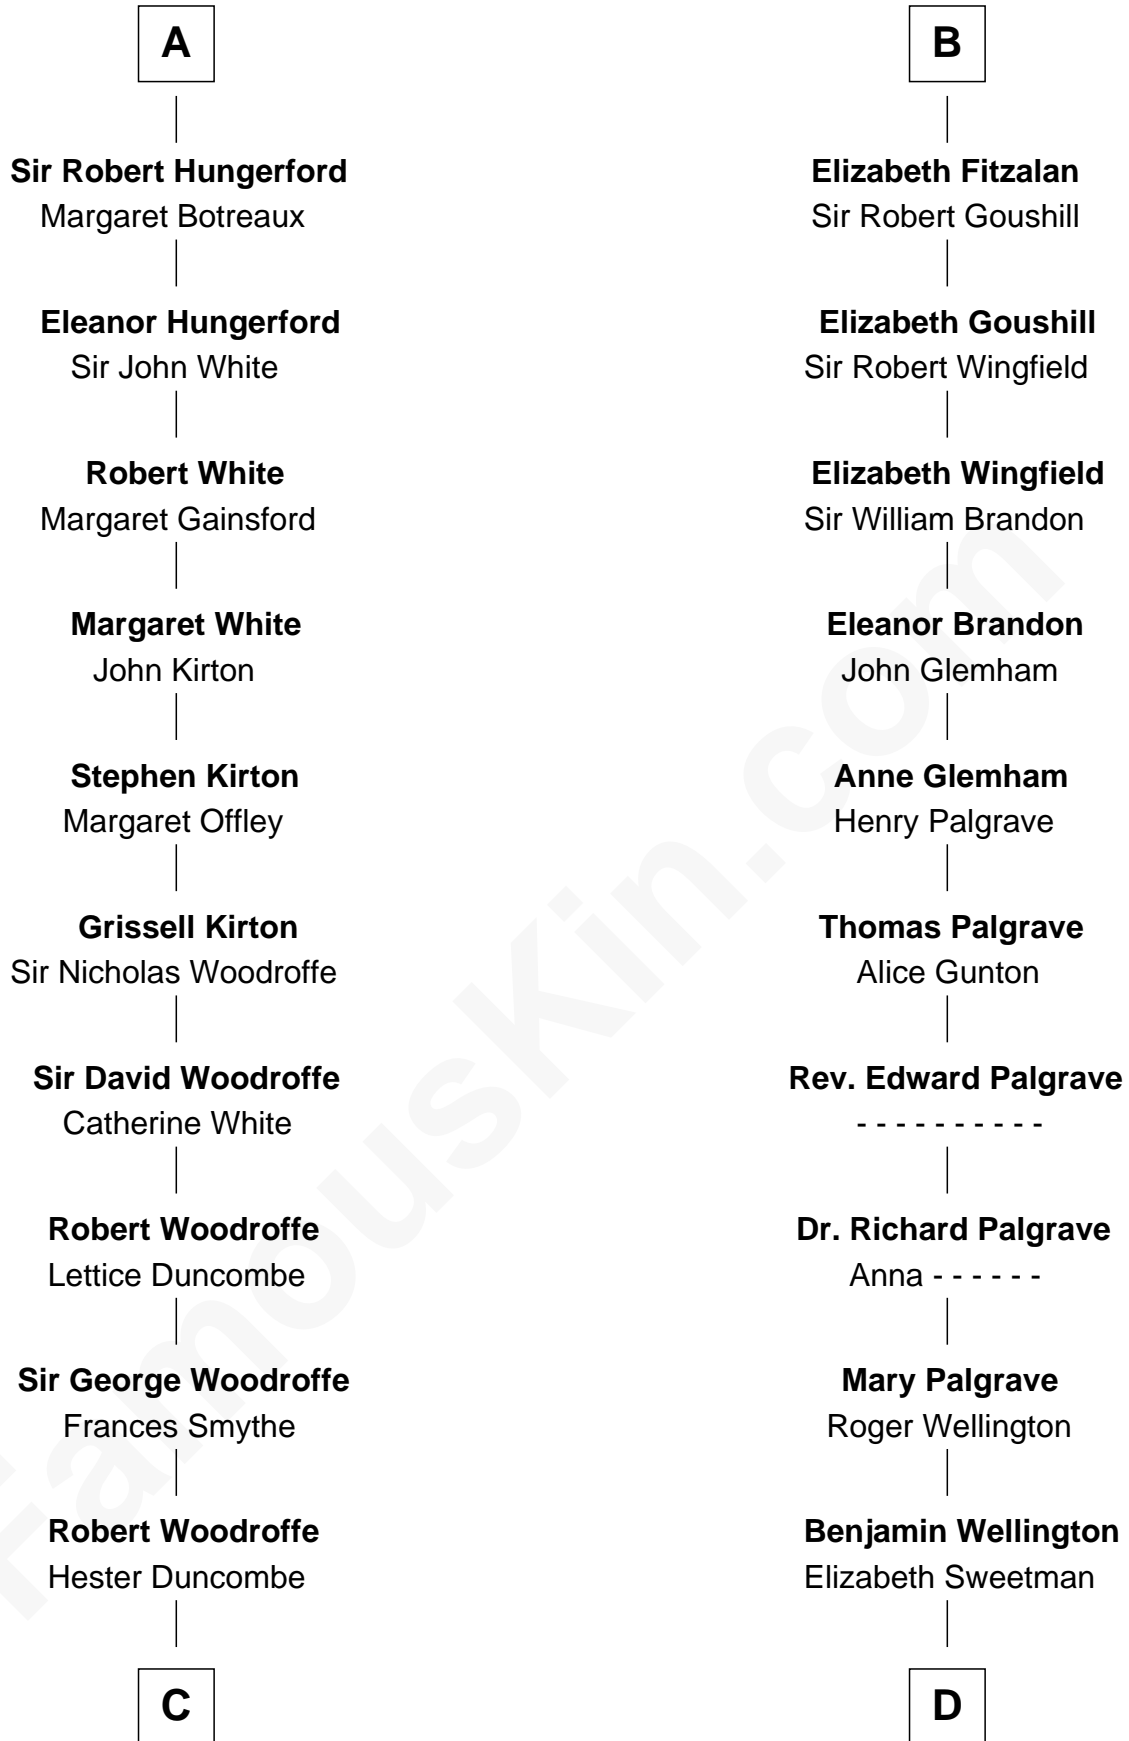 A
Sir Robert Hungerford
Margaret Botreaux
Eleanor Hungerford
Sir John White
Robert White
Margaret Gainsford
Margaret White
John Kirton
Stephen Kirton
Margaret Offley
Grissell Kirton
Sir Nicholas Woodroffe
Sir David Woodroffe
Catherine White
Robert Woodroffe
Lettice Duncombe
Sir George Woodroffe
Frances Smythe
Robert Woodroffe
Hester Duncombe
C
B
Elizabeth Fitzalan
Sir Robert Goushill
Elizabeth Goushill
Sir Robert Wingfield
Elizabeth Wingfield
Sir William Brandon
Eleanor Brandon
John Glemham
Anne Glemham
Henry Palgrave
Thomas Palgrave
Alice Gunton
Rev. Edward Palgrave
- - - - - - - - - -
Dr. Richard Palgrave
Anna - - - - - -
Mary Palgrave
Roger Wellington
Benjamin Wellington
Elizabeth Sweetman
D
FamousKin.com